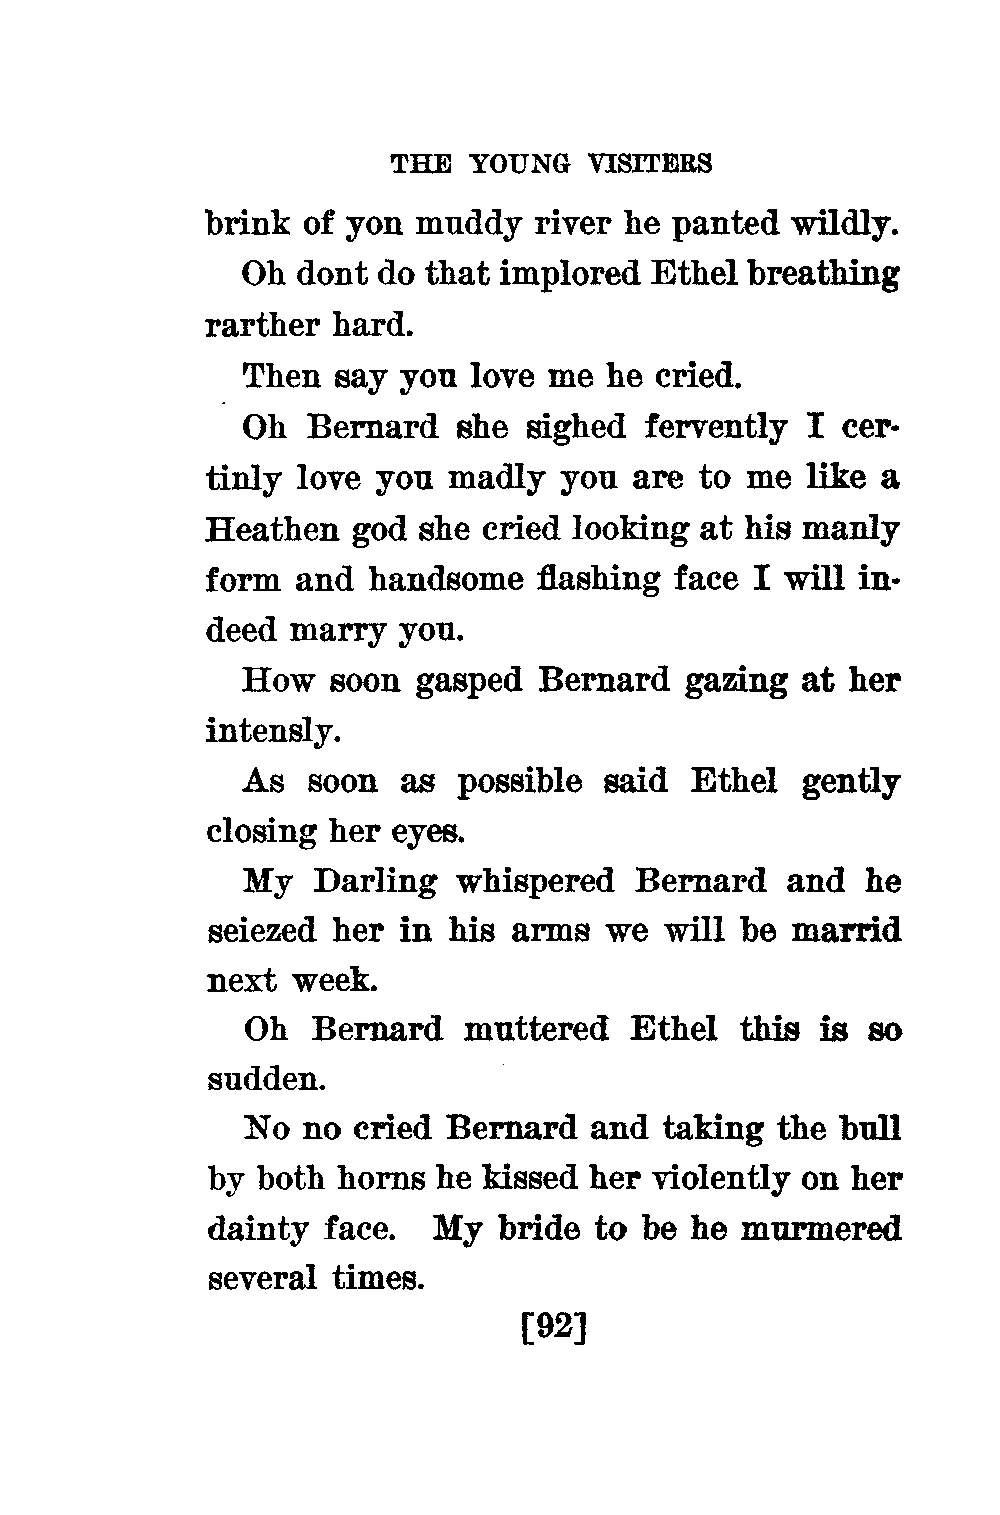 THE YOUNG VISITERS
brink of yon muddy river he panted wildly.
Oh dont do that implored Ethel breathing
rarther hard.
Then say you love me he cried.
Oh Bernard she sighed fervently I cer-
tinly love you madly you are to me like a
Heathen god she cried looking at his manly
form and handsome flashing face I will in-
deed marry you.
How soon gasped Bernard gazing at her
intensly.
As soon as possible said Ethel gently
closing her eyes.
My Darling whispered Bernard and he
seiezed her in his arms we will be marrid
next week.
Oh Bernard muttered Ethel this is so
sudden.
No no cried Bernard and taking the bull
by both horns he kissed her violently on her
dainty face. My bride to be he murmered
several times.
[92]